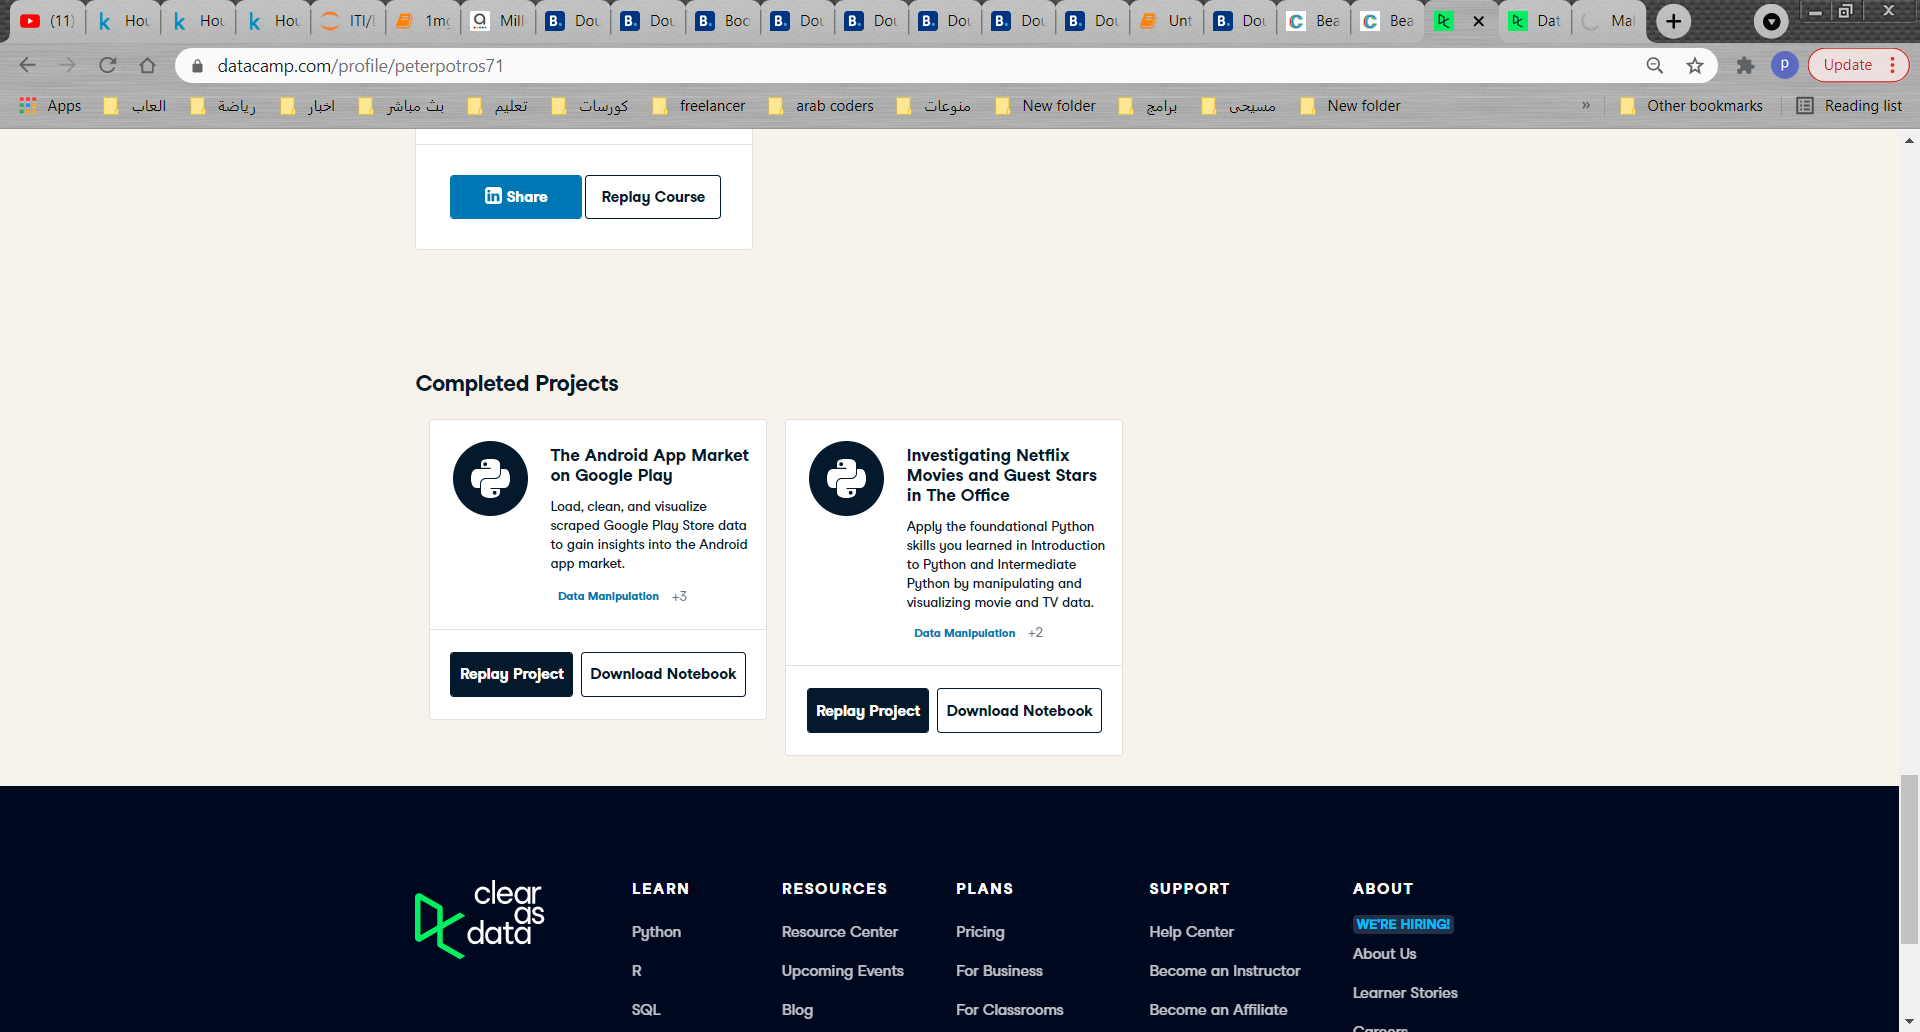 (11)
Hou
Hou
Hou
ITI/
1mg
Mill
B. Dou
B. Dou
B. Boo
B. Dou
B. Dou
B. Dou
B. Dou
B. Dou
Unt
B. Dou
Bea
Bea
Dat
Mal
datacamp.com/profile/peterpotros71
p
Update
Apps
العاب
رياضة
اخبار
بث مباشر
تعليم
كورسات
freelancer
arab coders
منوعات
New folder
برامج
مسيحى
New folder
»
Other bookmarks
Reading list
in Share
Replay Course
Completed Projects
The Android App Market
on Google Play
Load, clean, and visualize
scraped Google Play Store data
to gain insights into the Android
app market.
Data Manipulation +3
Replay Project
Download Notebook
Investigating Netflix
Movies and Guest Stars
in The Office
Apply the foundational Python
skills you learned in Introduction
to Python and Intermediate
Python by manipulating and
visualizing movie and TV data.
Data Manipulation +2
Replay Project
Download Notebook
clear
as
data
LEARN
Python
R
SQL
RESOURCES
Resource Center
Upcoming Events
Blog
PLANS
Pricing
For Business
For Classrooms
SUPPORT
Help Center
Become an Instructor
Become an Affiliate
ABOUT
WE'RE HIRING!
About Us
Learner Stories
Careers